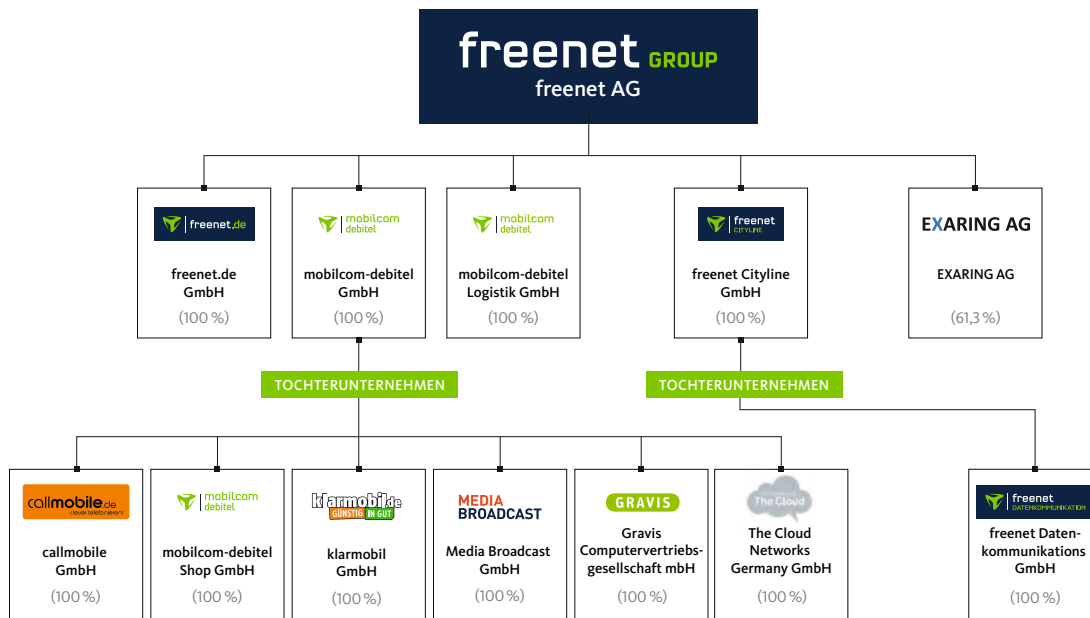 freenet GROUP
freenet AG
freenet.de
freenet.de
GmbH
(100 %)
mobilcom
debitel
mobilcom-debitel
GmbH
(100 %)
mobilcom
debitel
mobilcom-debitel
Logistik GmbH
(100 %)
freenet
CITYLINE
freenet Cityline
GmbH
(100 %)
EXARING AG
EXARING AG
(61,3 %)
TOCHTERUNTERNEHMEN
TOCHTERUNTERNEHMEN
callmobile.de
clever telefonieren!
callmobile
GmbH
(100 %)
mobilcom
debitel
mobilcom-debitel
Shop GmbH
(100 %)
klarmobil.de
GÜNSTIG IN GUT
klarmobil
GmbH
(100 %)
MEDIA
BROADCAST
Media Broadcast
GmbH
(100 %)
GRAVIS
Gravis
Computervertriebs-
gesellschaft mbH
(100 %)
The Cloud
The Cloud
Networks
Germany GmbH
(100 %)
freenet
DATENKOMMUNIKATION
freenet Daten-
kommunikations
GmbH
(100 %)